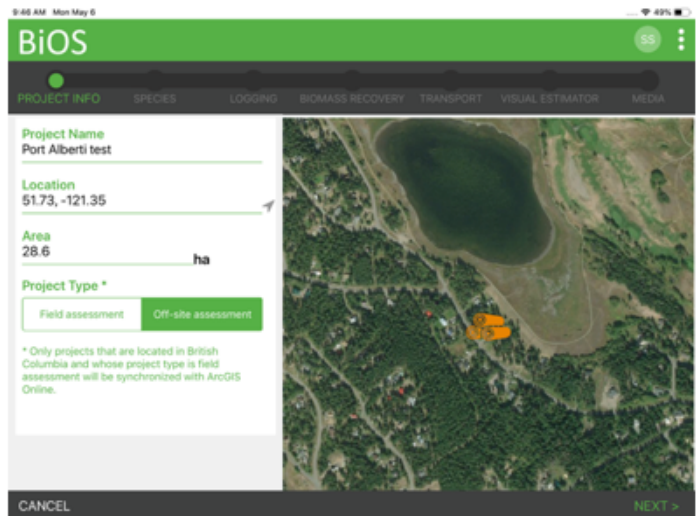 9:46 AM Mon May 6
49%
BiOS
SS
PROJECT INFO SPECIES LOGGING BIOMASS RECOVERY TRANSPORT VISUAL ESTIMATOR MEDIA
Project Name
Port Alberti test
Location
51.73, -121.35
Area
28.6
ha
Project Type *
Field assessment Off-site assessment
* Only projects that are located in British
Columbia and whose project type is field
assessment will be synchronized with ArcGIS
Online.
CANCEL NEXT >